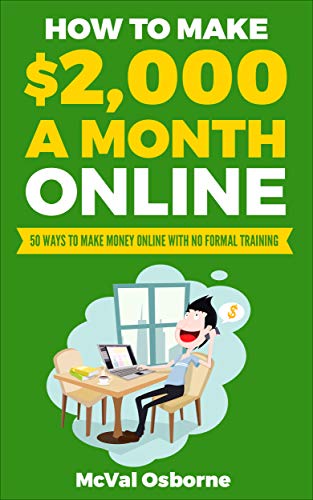 HOW TO MAKE
$2,000
A MONTH
ONLINE
50 WAYS TO MAKE MONEY ONLINE WITH NO FORMAL TRAINING
$
McVal Osborne